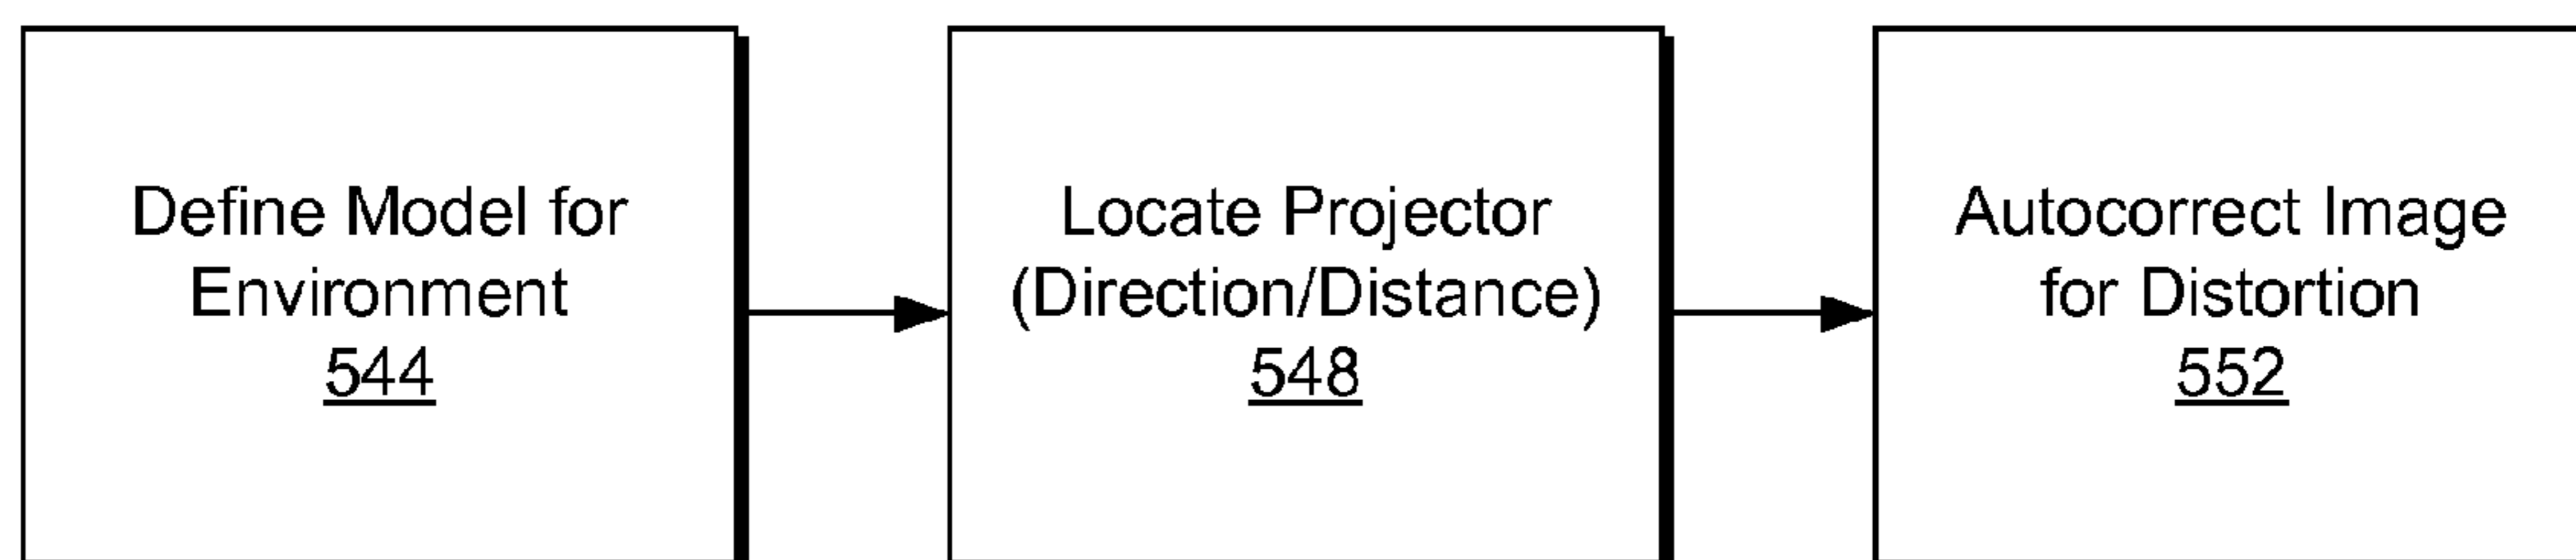 Define Model for
Environment
544
Locate Projector
(Direction/Distance)
548
Autocorrect Image
for Distortion
552